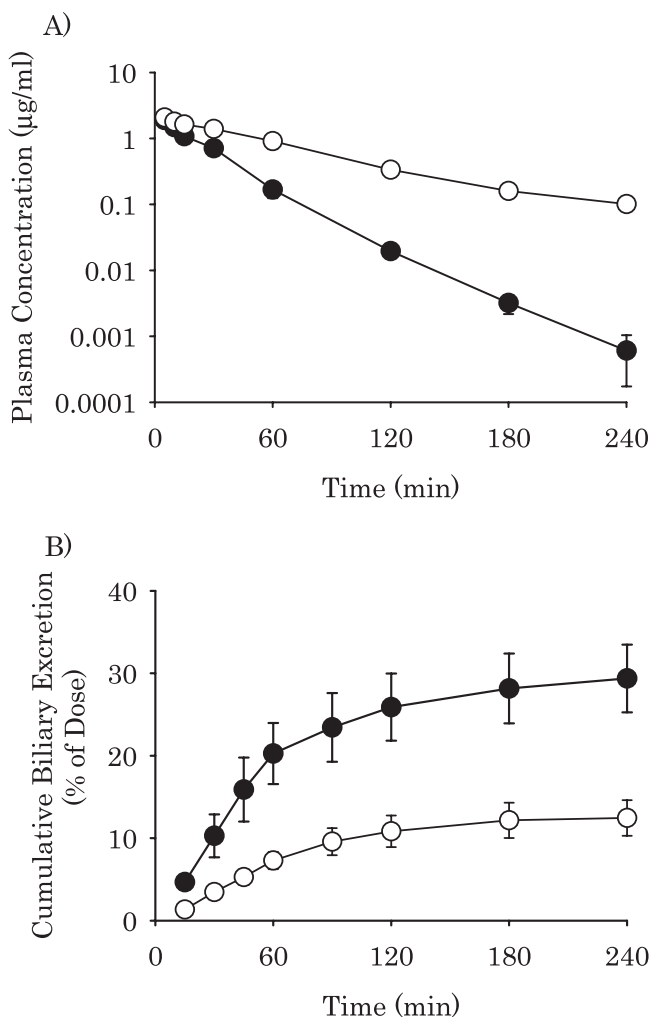 A)
Plasma Concentration (μg/ml)
10
1
0.1
0.01
0.001
0.0001
0 60 120 180 240
Time (min)
B)
Cumulative Biliary Excretion
(% of Dose)
40
30
20
10
0
0 60 120 180 240
Time (min)